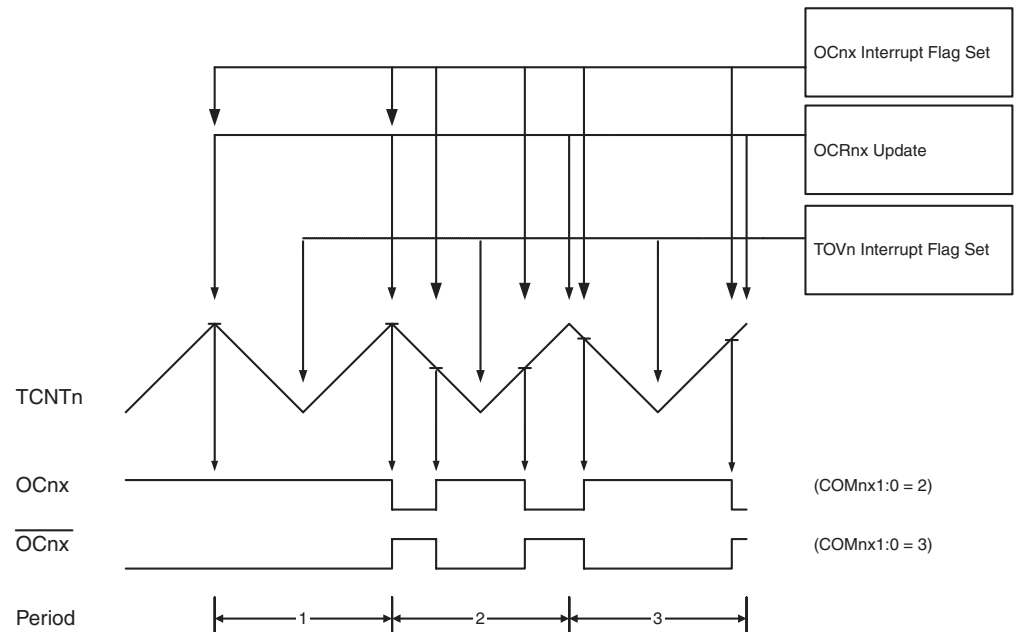 OCnx Interrupt Flag Set
OCRnx Update
TOVn Interrupt Flag Set
TCNTn
OCnx
(COMnx1:0 = 2)
OCnx
(COMnx1:0 = 3)
Period
1
2
3